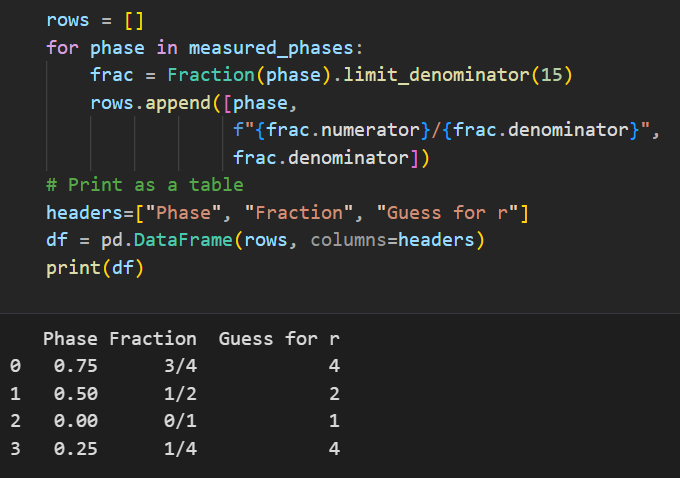 rows = []
for phase in measured_phases:
    frac = Fraction(phase).limit_denominator(15)
    rows.append([phase,
                 f"{frac.numerator}/{frac.denominator}",
                 frac.denominator])
# Print as a table
headers=["Phase", "Fraction", "Guess for r"]
df = pd.DataFrame(rows, columns=headers)
print(df)
   Phase Fraction  Guess for r
0   0.75      3/4            4
1   0.50      1/2            2
2   0.00      0/1            1
3   0.25      1/4            4